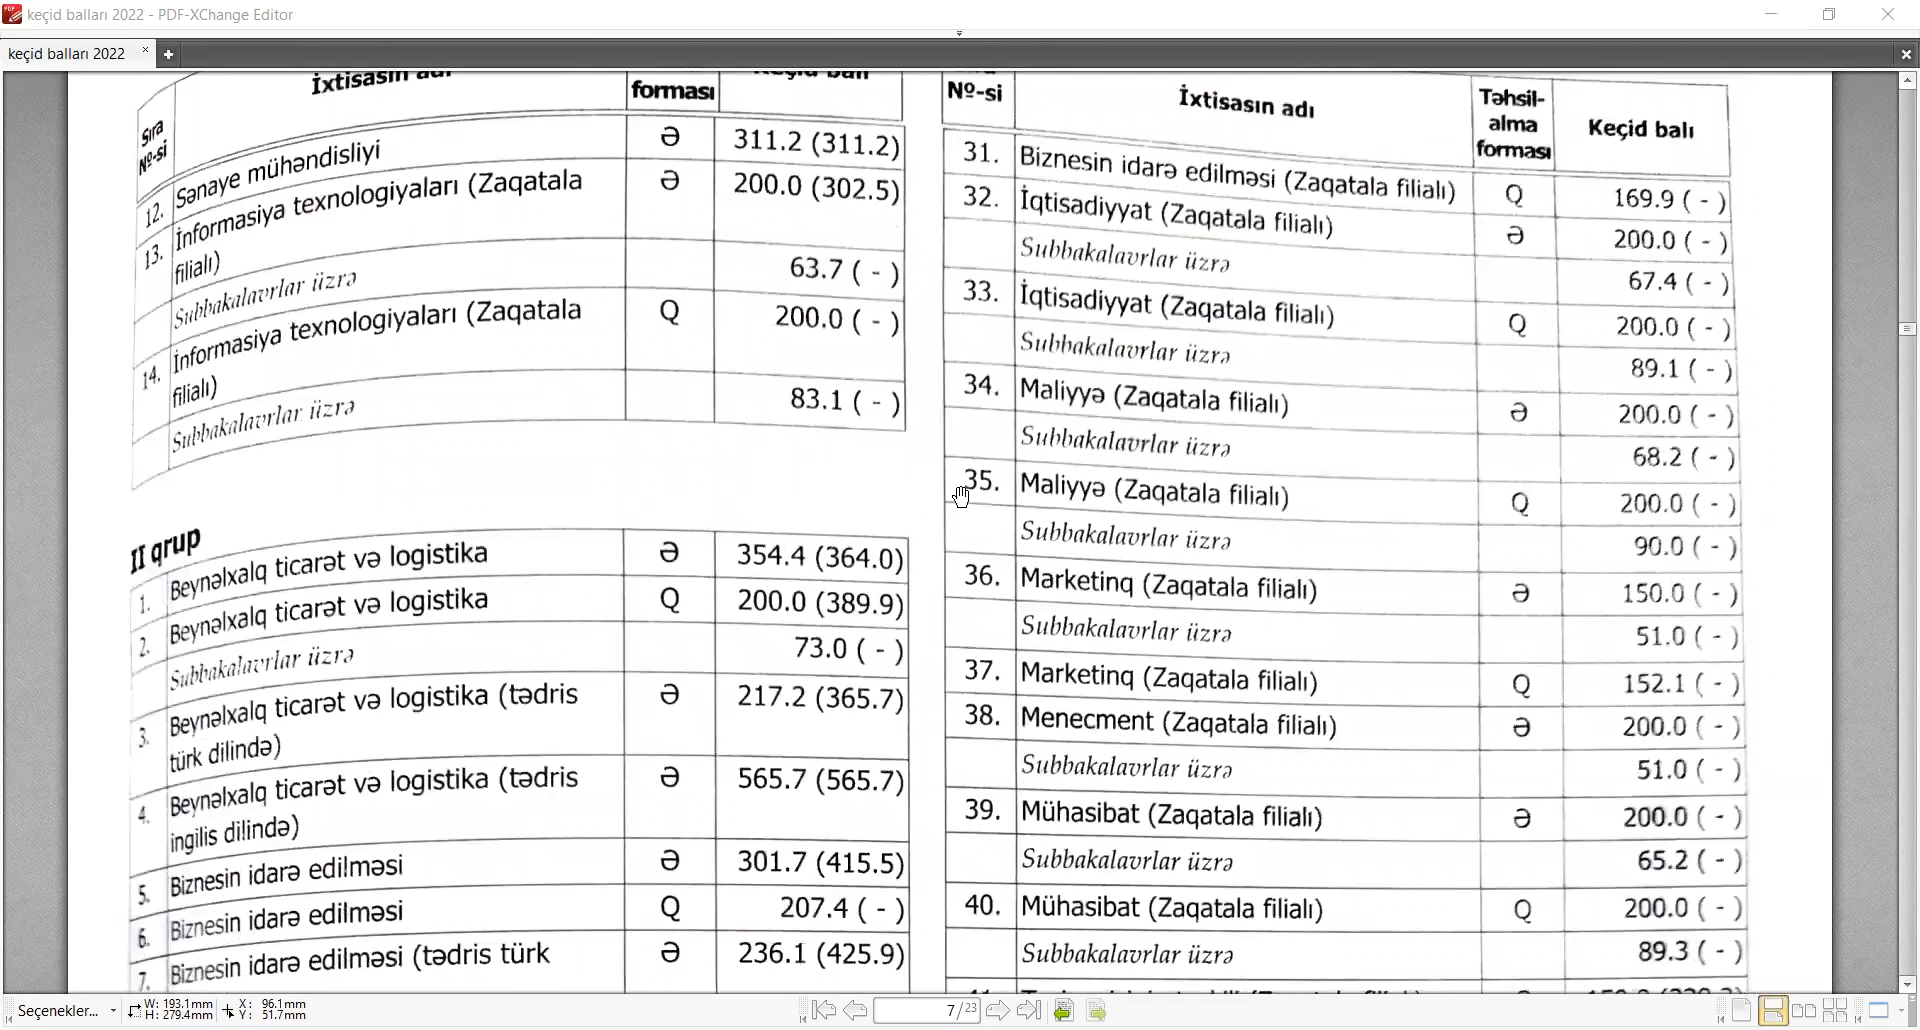 keçid balları 2022 - PDF-XChange Editor
keçid balları 2022
Sıra
Nº-si
İxtisasın adı
forması
Keçid balı
12. Sənaye mühəndisliyi Ə 311.2 (311.2)
13. İnformasiya texnologiyaları (Zaqatala Ə 200.0 (302.5)
filialı)
Subbakalavrlar üzrə 63.7 ( - )
14. İnformasiya texnologiyaları (Zaqatala Q 200.0 ( - )
filialı)
Subbakalavrlar üzrə 83.1 ( - )
II qrup
1. Beynəlxalq ticarət və logistika Ə 354.4 (364.0)
2. Beynəlxalq ticarət və logistika Q 200.0 (389.9)
Subbakalavrlar üzrə 73.0 ( - )
3. Beynəlxalq ticarət və logistika (tədris Ə 217.2 (365.7)
türk dilində)
4. Beynəlxalq ticarət və logistika (tədris Ə 565.7 (565.7)
ingilis dilində)
5. Biznesin idarə edilməsi Ə 301.7 (415.5)
6. Biznesin idarə edilməsi Q 207.4 ( - )
7. Biznesin idarə edilməsi (tədris türk Ə 236.1 (425.9)
Nº-si
İxtisasın adı
Təhsil-
alma
forması
Keçid balı
31. Biznesin idarə edilməsi (Zaqatala filialı) Q 169.9 ( - )
32. İqtisadiyyat (Zaqatala filialı) Ə 200.0 ( - )
Subbakalavrlar üzrə 67.4 ( - )
33. İqtisadiyyat (Zaqatala filialı) Q 200.0 ( - )
Subbakalavrlar üzrə 89.1 ( - )
34. Maliyyə (Zaqatala filialı) Ə 200.0 ( - )
Subbakalavrlar üzrə 68.2 ( - )
35. Maliyyə (Zaqatala filialı) Q 200.0 ( - )
Subbakalavrlar üzrə 90.0 ( - )
36. Marketinq (Zaqatala filialı) Ə 150.0 ( - )
Subbakalavrlar üzrə 51.0 ( - )
37. Marketinq (Zaqatala filialı) Q 152.1 ( - )
38. Menecment (Zaqatala filialı) Ə 200.0 ( - )
Subbakalavrlar üzrə 51.0 ( - )
39. Mühasibat (Zaqatala filialı) Ə 200.0 ( - )
Subbakalavrlar üzrə 65.2 ( - )
40. Mühasibat (Zaqatala filialı) Q 200.0 ( - )
Subbakalavrlar üzrə 89.3 ( - )
Seçenekler...
W: 193.1mm X: 96.1mm
H: 279.4mm Y: 51.7mm
7/23